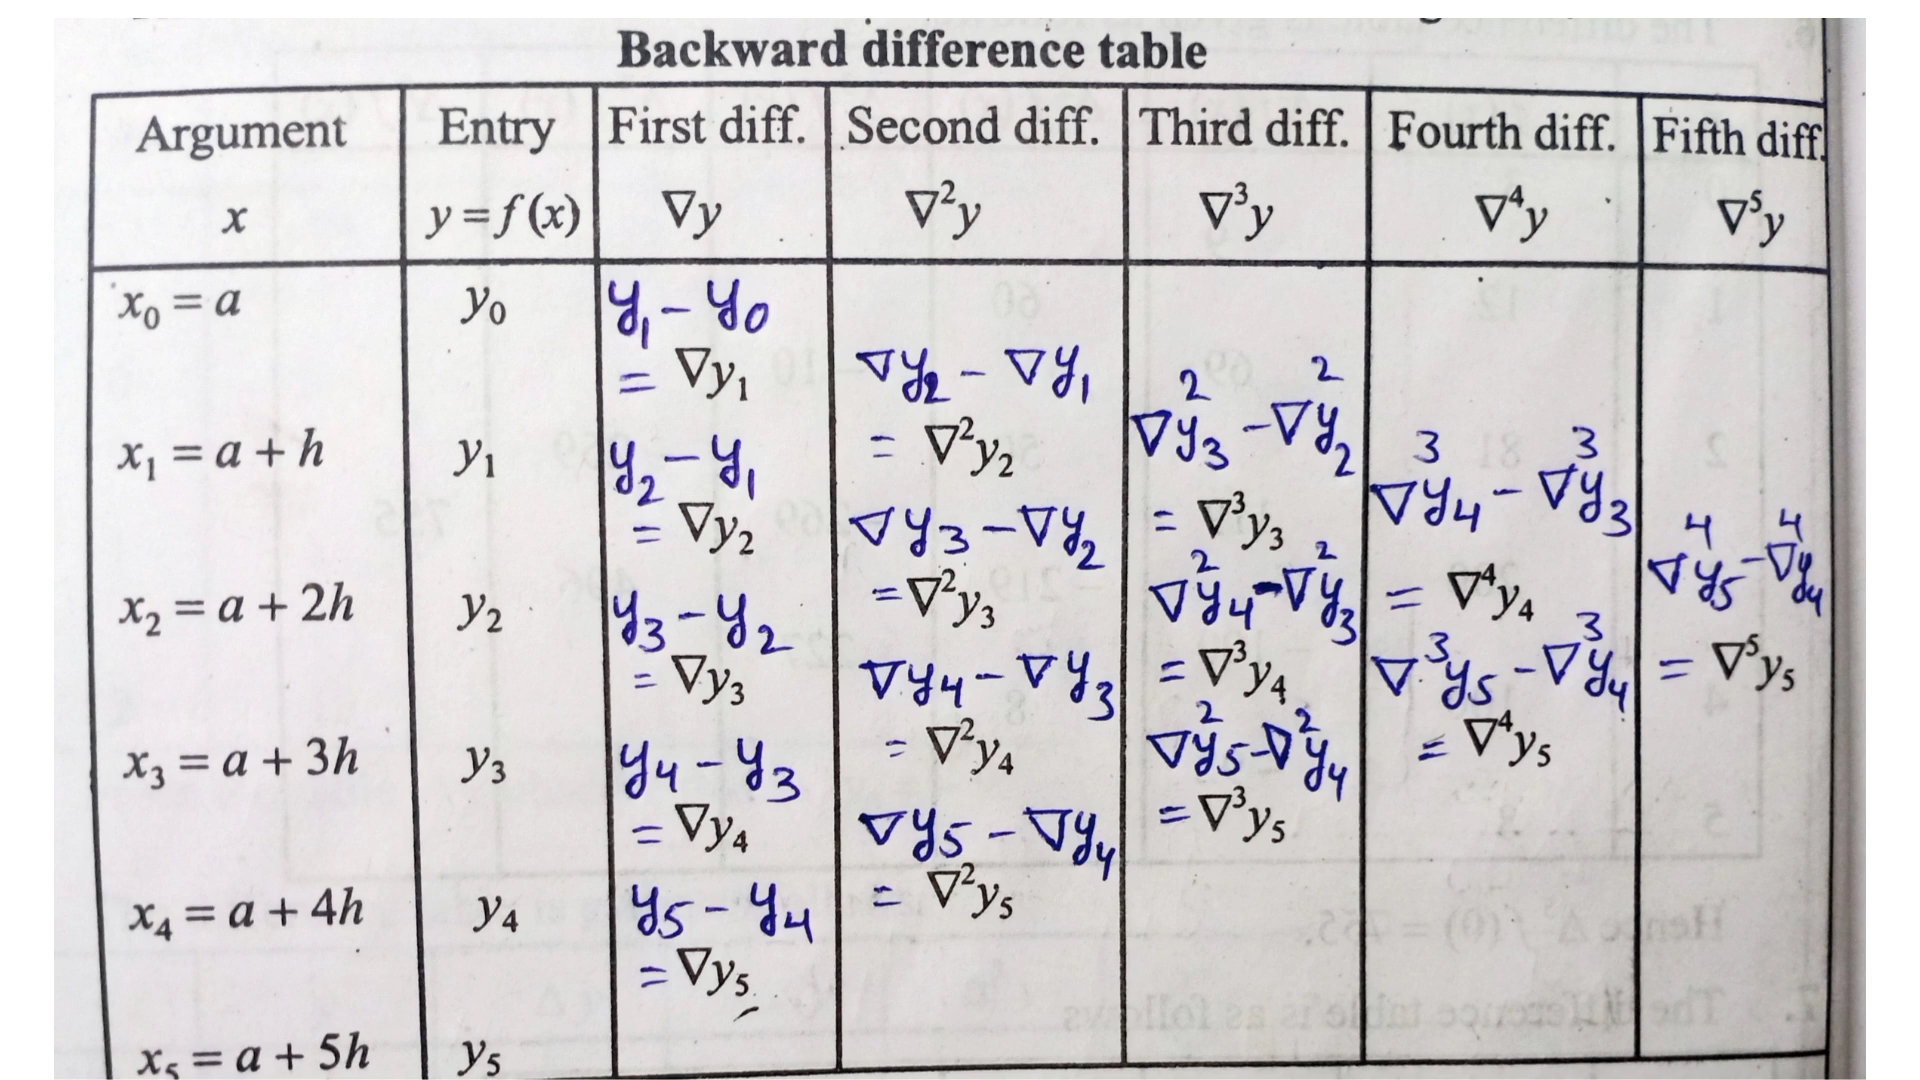 Backward difference table
Argument Entry First diff. Second diff. Third diff. Fourth diff. Fifth diff.
x y = f(x) ∇y ∇²y ∇³y ∇⁴y ∇⁵y
x₀ = a y₀ y₁ − y₀
= ∇y₁ ∇y₂ − ∇y₁
x₁ = a + h y₁ y₂ − y₁ = ∇²y₂ ∇²y₃ − ∇²y₂
= ∇y₂ ∇y₃ − ∇y₂ = ∇³y₃ ∇³y₄ − ∇³y₃
x₂ = a + 2h y₂ y₃ − y₂ = ∇²y₃ ∇²y₄ − ∇²y₃ = ∇⁴y₄ ∇⁴y₅ − ∇⁴y₄
= ∇y₃ ∇y₄ − ∇y₃ = ∇³y₄ ∇³y₅ − ∇³y₄ = ∇⁵y₅
x₃ = a + 3h y₃ y₄ − y₃ = ∇²y₄ ∇²y₅ − ∇²y₄ = ∇⁴y₅
= ∇y₄ ∇y₅ − ∇y₄ = ∇³y₅
x₄ = a + 4h y₄ y₅ − y₄ = ∇²y₅
= ∇y₅
x₅ = a + 5h y₅